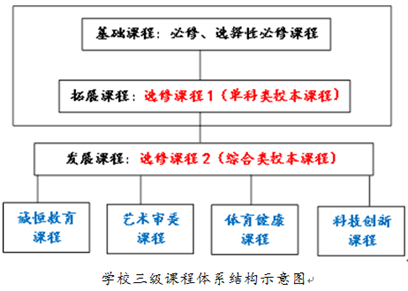 基础课程：必修、选择性必修课程
拓展课程：选修课程1（单科类校本课程）
发展课程：选修课程2（综合类校本课程）
诚恒教育
课程
艺术审美
课程
体育健康
课程
科技创新
课程
学校三级课程体系结构示意图